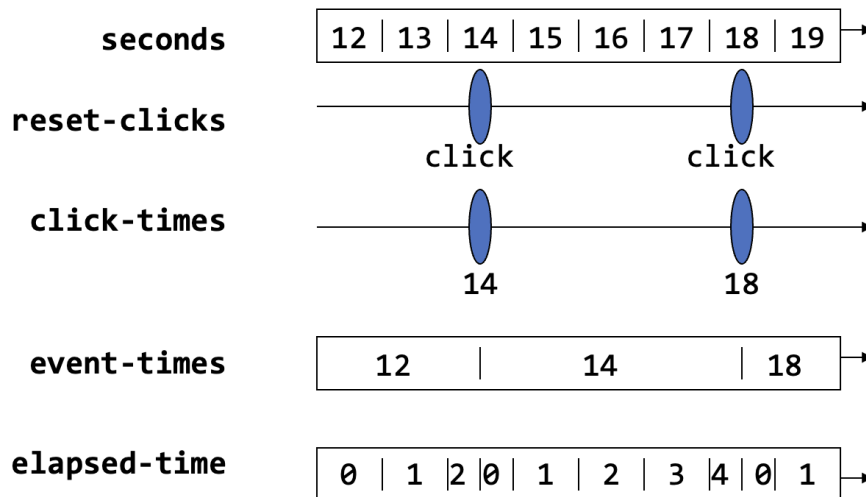 seconds 12 13 14 15 16 17 18 19
reset-clicks
click click
click-times
14 18
event-times 12 14 18
elapsed-time 0 1 2 0 1 2 3 4 0 1